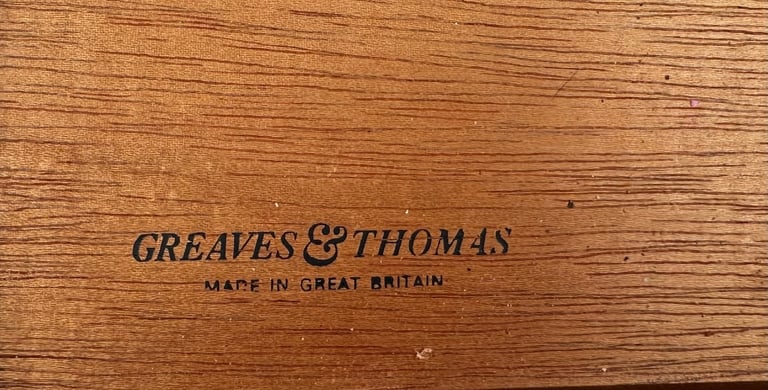 GREAVES & THOMAS
MADE IN GREAT BRITAIN